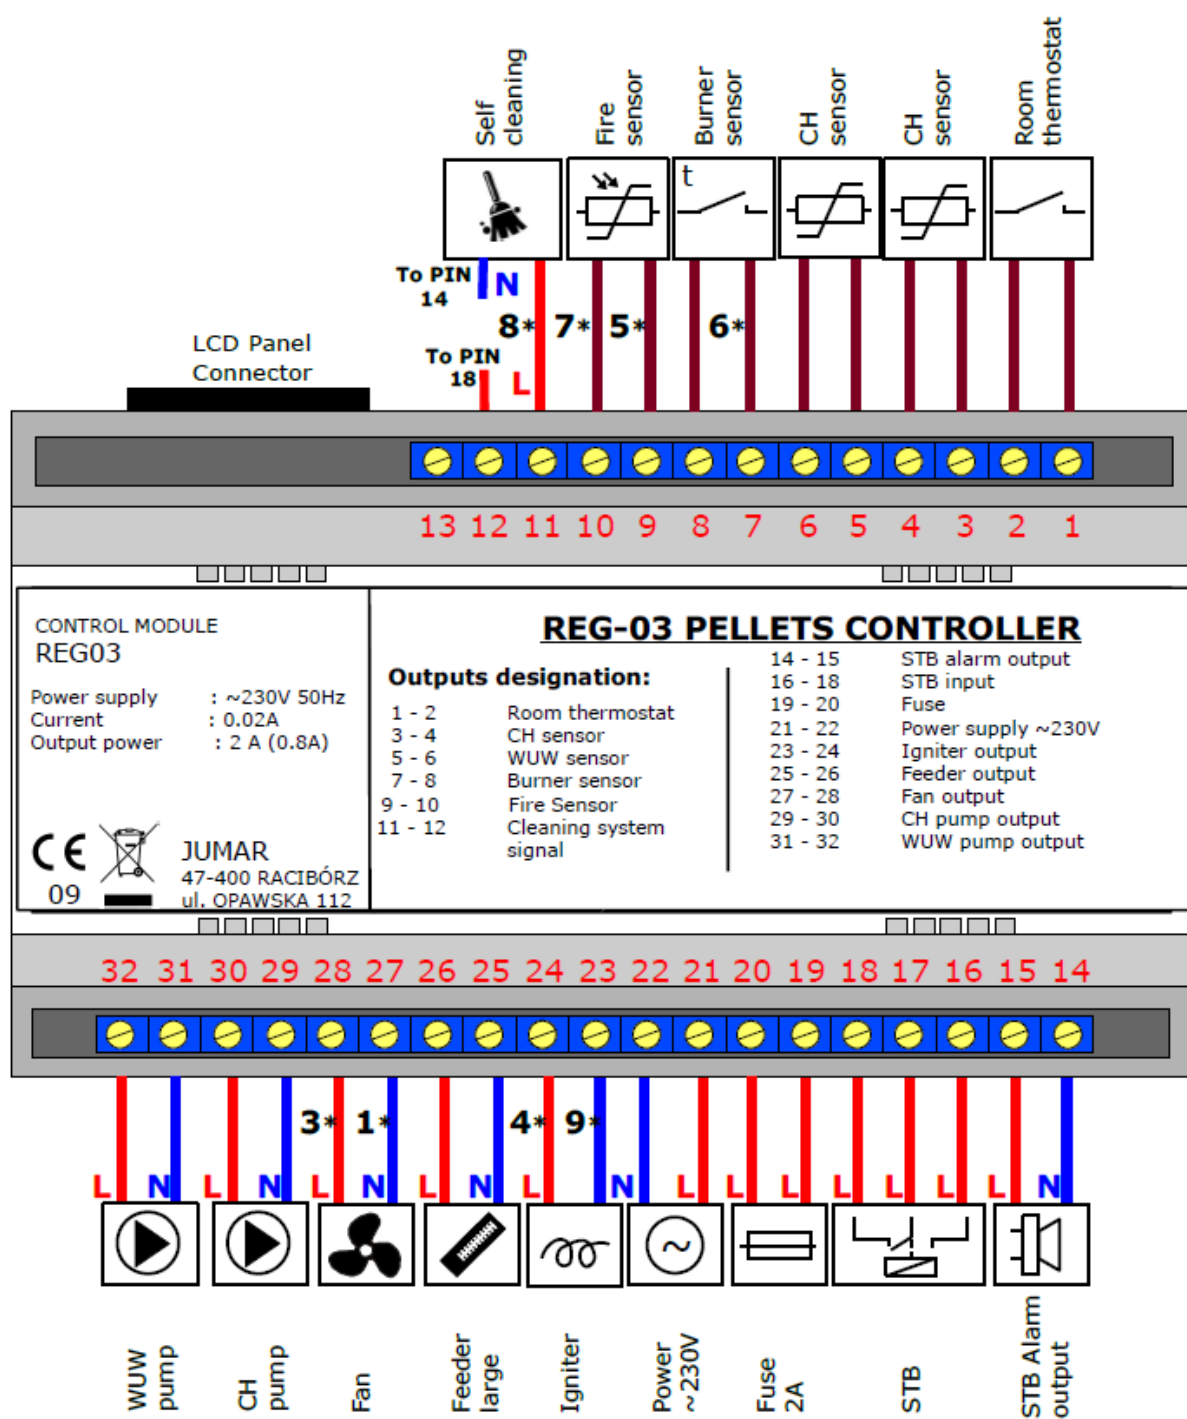 Self cleaning
Fire sensor
Burner sensor
CH sensor
CH sensor
Room thermostat
t
To PIN 14
N
8* 7* 5* 6*
To PIN 18
L
LCD Panel
Connector
13 12 11 10 9 8 7 6 5 4 3 2 1
CONTROL MODULE
REG03
Power supply : ~230V 50Hz
Current : 0.02A
Output power : 2 A (0.8A)
CE
09
JUMAR
47-400 RACIBÓRZ
ul. OPAWSKA 112
REG-03 PELLETS CONTROLLER
Outputs designation:
1 - 2 Room thermostat
3 - 4 CH sensor
5 - 6 WUW sensor
7 - 8 Burner sensor
9 - 10 Fire Sensor
11 - 12 Cleaning system
signal
14 - 15 STB alarm output
16 - 18 STB input
19 - 20 Fuse
21 - 22 Power supply ~230V
23 - 24 Igniter output
25 - 26 Feeder output
27 - 28 Fan output
29 - 30 CH pump output
31 - 32 WUW pump output
32 31 30 29 28 27 26 25 24 23 22 21 20 19 18 17 16 15 14
3* 1* 4* 9*
L N L N L N L N L N L L L L L L L N
~
WUW pump
CH pump
Fan
Feeder large
Igniter
Power ~230V
Fuse 2A
STB
STB Alarm output